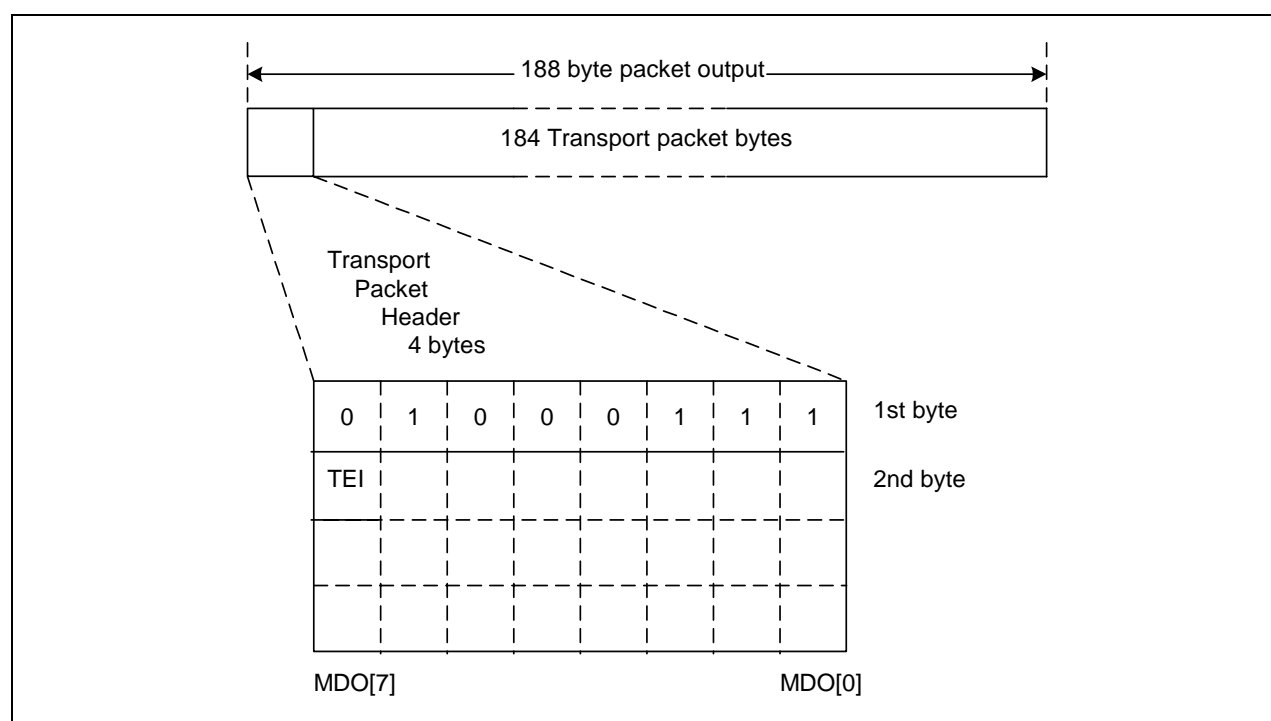 188 byte packet output
184 Transport packet bytes
Transport
Packet
Header
4 bytes
0 1 0 0 0 1 1 1 1st byte
TEI 2nd byte
MDO[7] MDO[0]